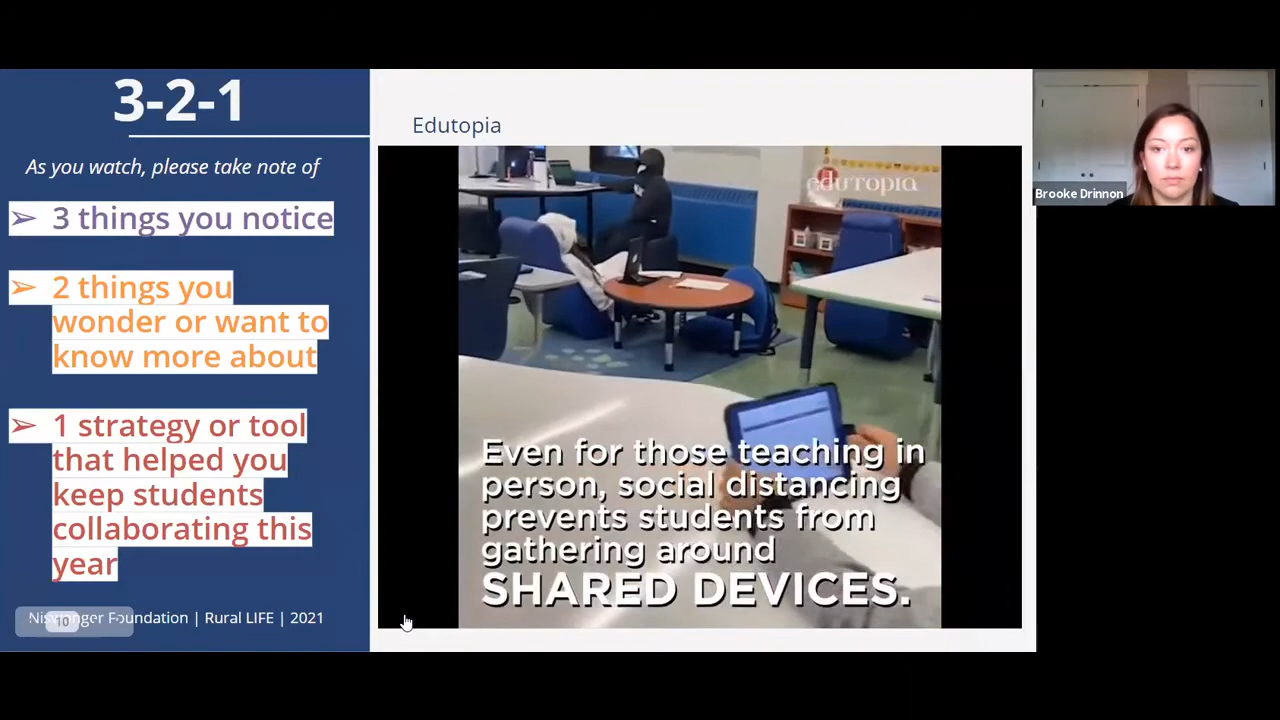 3-2-1
As you watch, please take note of
➢ 3 things you notice
➢ 2 things you
wonder or want to
know more about
➢ 1 strategy or tool
that helped you
keep students
collaborating this
year
Foundation | Rural LIFE | 2021
10
Edutopia
edutopia
Even for those teaching in
person, social distancing
prevents students from
gathering around
SHARED DEVICES.
Brooke Drinnon